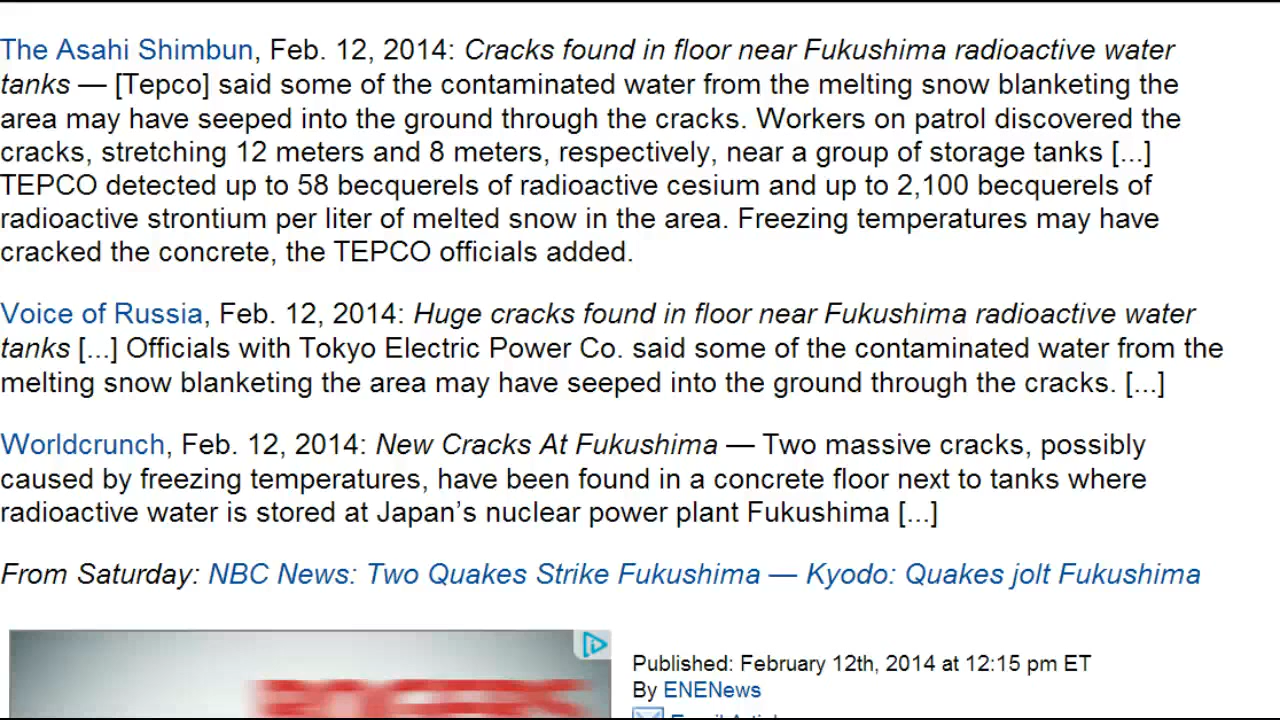 The Asahi Shimbun, Feb. 12, 2014: Cracks found in floor near Fukushima radioactive water
tanks — [Tepco] said some of the contaminated water from the melting snow blanketing the
area may have seeped into the ground through the cracks. Workers on patrol discovered the
cracks, stretching 12 meters and 8 meters, respectively, near a group of storage tanks [...]
TEPCO detected up to 58 becquerels of radioactive cesium and up to 2,100 becquerels of
radioactive strontium per liter of melted snow in the area. Freezing temperatures may have
cracked the concrete, the TEPCO officials added.
Voice of Russia, Feb. 12, 2014: Huge cracks found in floor near Fukushima radioactive water
tanks [...] Officials with Tokyo Electric Power Co. said some of the contaminated water from the
melting snow blanketing the area may have seeped into the ground through the cracks. [...]
Worldcrunch, Feb. 12, 2014: New Cracks At Fukushima — Two massive cracks, possibly
caused by freezing temperatures, have been found in a concrete floor next to tanks where
radioactive water is stored at Japan’s nuclear power plant Fukushima [...]
From Saturday: NBC News: Two Quakes Strike Fukushima — Kyodo: Quakes jolt Fukushima
Published: February 12th, 2014 at 12:15 pm ET
By ENENews